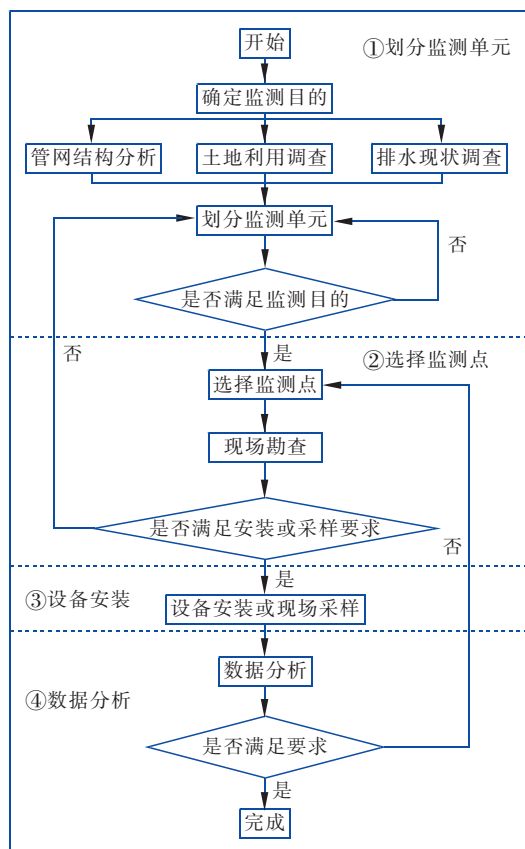 开始
①划分监测单元
确定监测目的
管网结构分析
土地利用调查
排水现状调查
划分监测单元
否
是否满足监测目的
是
否
②选择监测点
选择监测点
现场勘查
是否满足安装或采样要求
否
是
③设备安装
设备安装或现场采样
数据分析
④数据分析
是否满足要求
是
完成